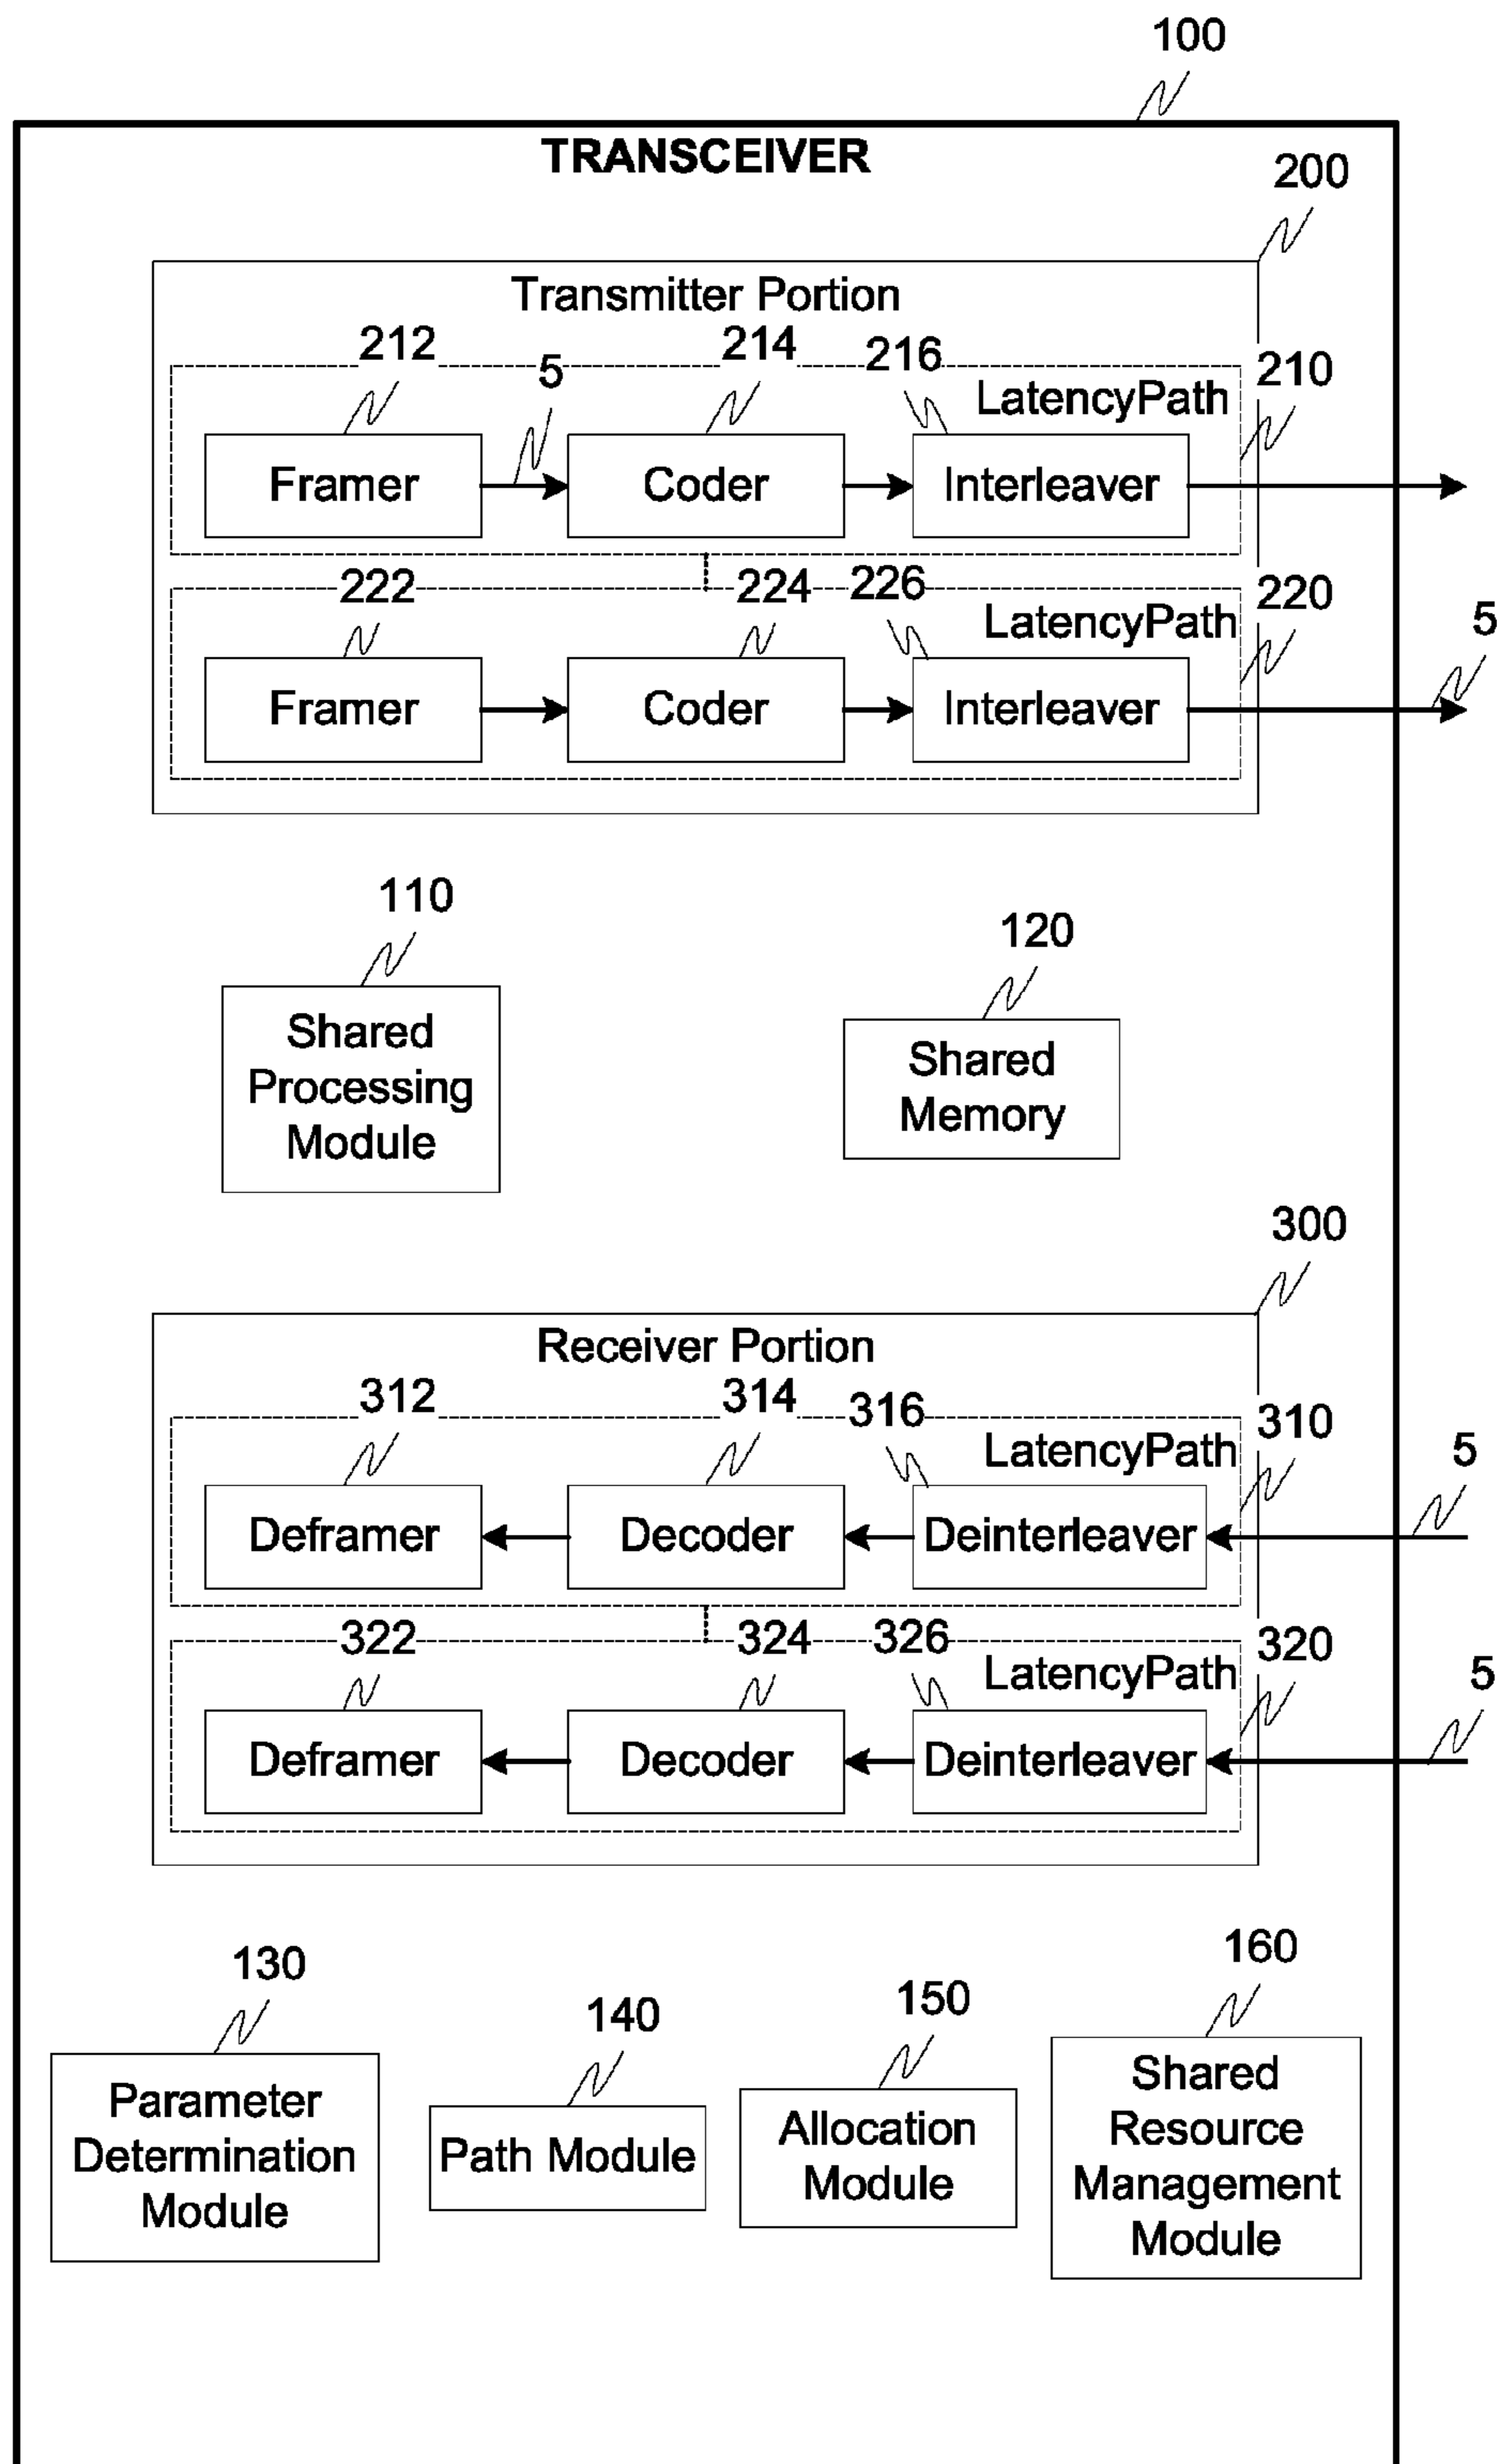 100
TRANSCEIVER
200
Transmitter Portion
212
5
214
216
210
LatencyPath
Framer
Coder
Interleaver
222
224
226
220
5
LatencyPath
Framer
Coder
Interleaver
110
120
Shared
Processing
Module
Shared
Memory
300
Receiver Portion
312
314
316
310
5
LatencyPath
Deframer
Decoder
Deinterleaver
322
324
326
320
5
LatencyPath
Deframer
Decoder
Deinterleaver
130
140
150
160
Parameter
Determination
Module
Path Module
Allocation
Module
Shared
Resource
Management
Module